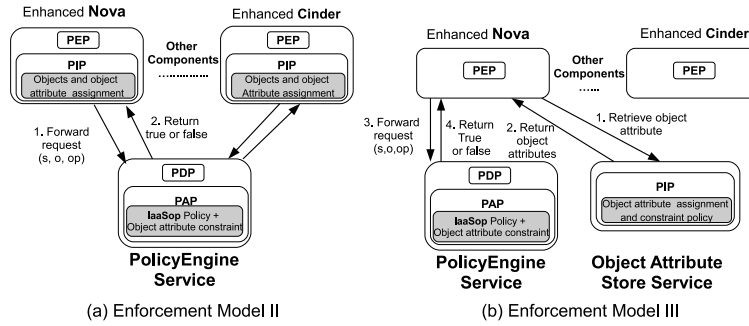 Enhanced Nova
PEP
PIP
Objects and object
attribute assignment
Other
Components
Enhanced Cinder
PEP
PIP
Objects and object
Attribute assignment
1. Forward
request
(s, o, op)
2. Return
true or false
PDP
PAP
IaaSop Policy +
Object attribute constraint
PolicyEngine
Service
(a) Enforcement Model II
Enhanced Nova
PEP
Other
Components
Enhanced Cinder
PEP
3. Forward
request
(s,o,op)
4. Return
True
or false
2. Return
object
attributes
1. Retrieve object
attribute
PDP
PAP
IaaSop Policy +
Object attribute constraint
PolicyEngine
Service
PIP
Object attribute assignment
and constraint policy
Object Attribute
Store Service
(b) Enforcement Model III